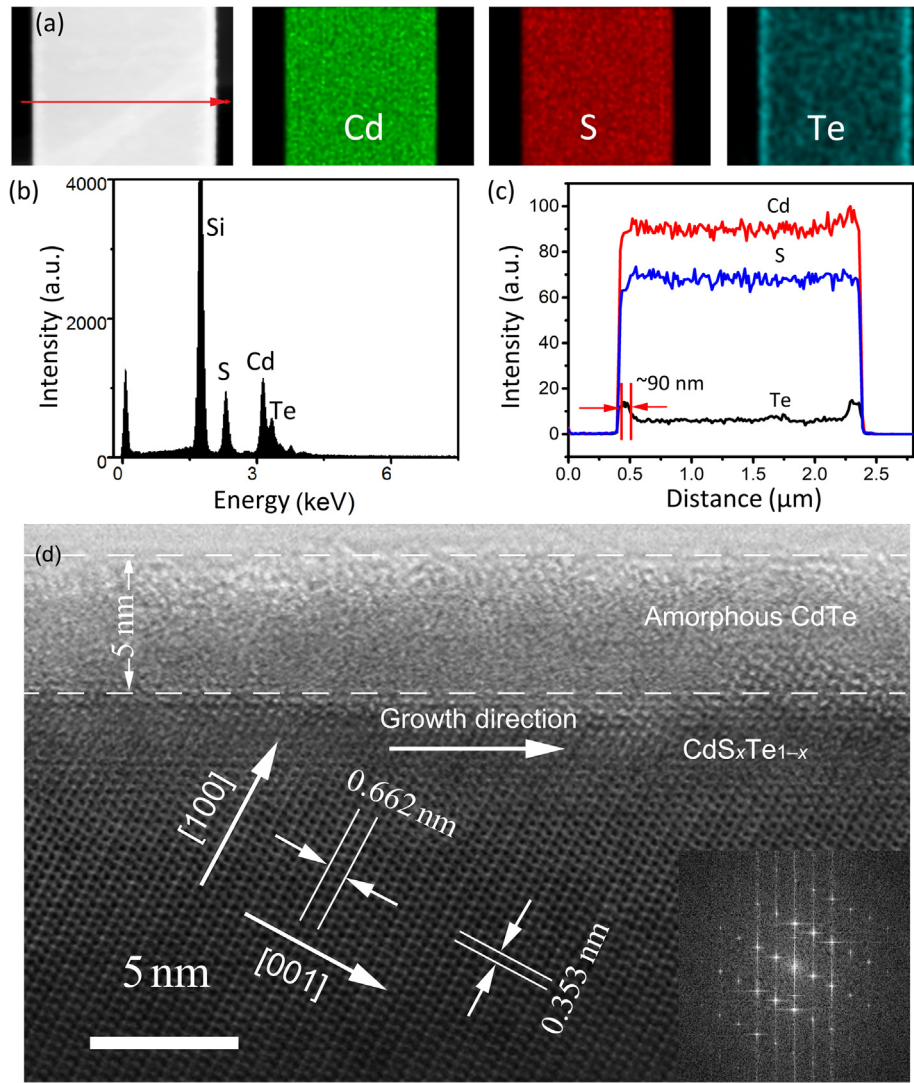 (a)
Cd
S
Te
(b)
4000
2000
0
Intensity (a.u.)
Si
S
Cd
Te
0
3
6
Energy (keV)
(c)
100
80
60
40
20
0
Intensity (a.u.)
Cd
S
~90 nm
Te
0.0
0.5
1.0
1.5
2.0
2.5
Distance (μm)
(d)
5 nm
Amorphous CdTe
Growth direction
CdSxTe1–x
[100]
0.662 nm
[001]
0.353 nm
5 nm